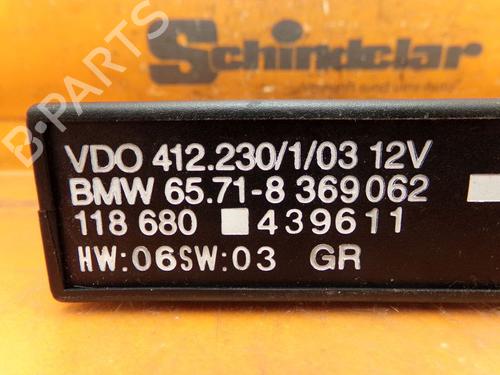 Schindelar
B-PARTS
VDO 412.230/1/03 12V
BMW 65.71-8 369062
118 680 439611
HW:06SW:03 GR